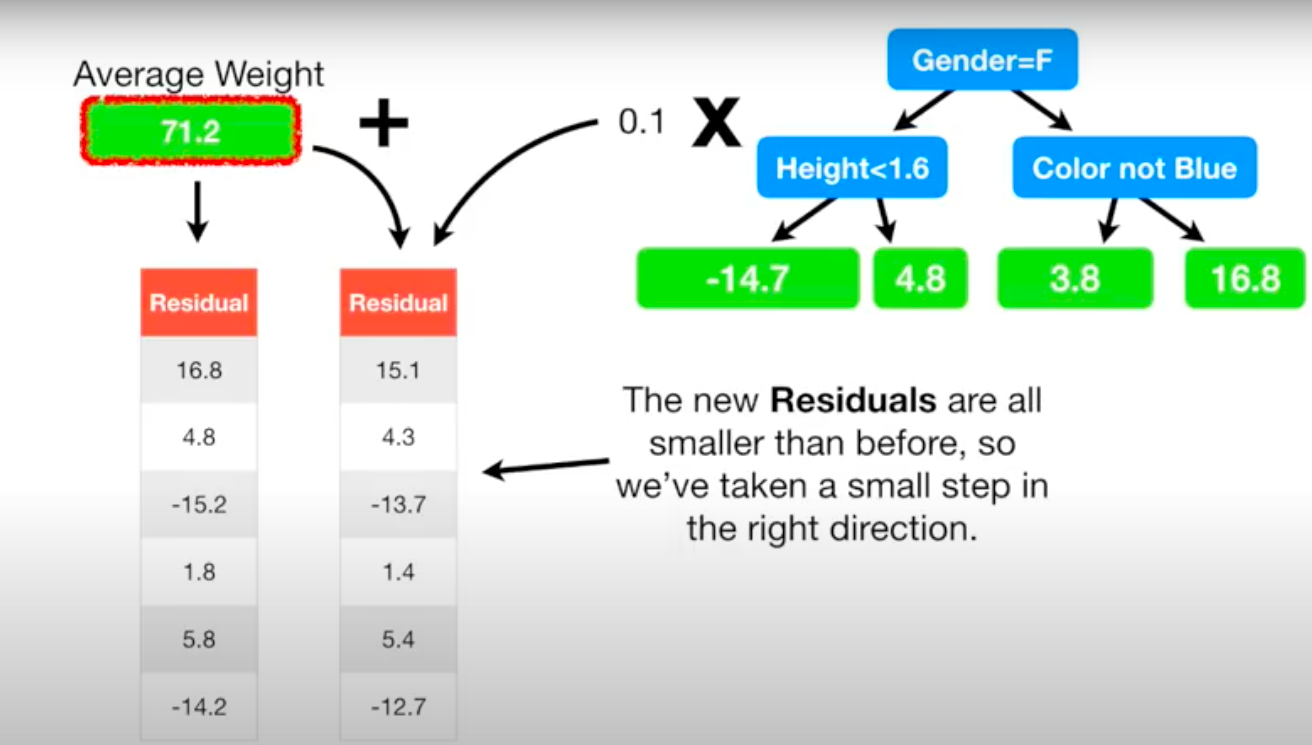 Average Weight
71.2
+
0.1 X
Gender=F
Height<1.6
Color not Blue
-14.7
4.8
3.8
16.8
Residual
16.8
4.8
-15.2
1.8
5.8
-14.2
Residual
15.1
4.3
-13.7
1.4
5.4
-12.7
The new Residuals are all
smaller than before, so
we've taken a small step in
the right direction.